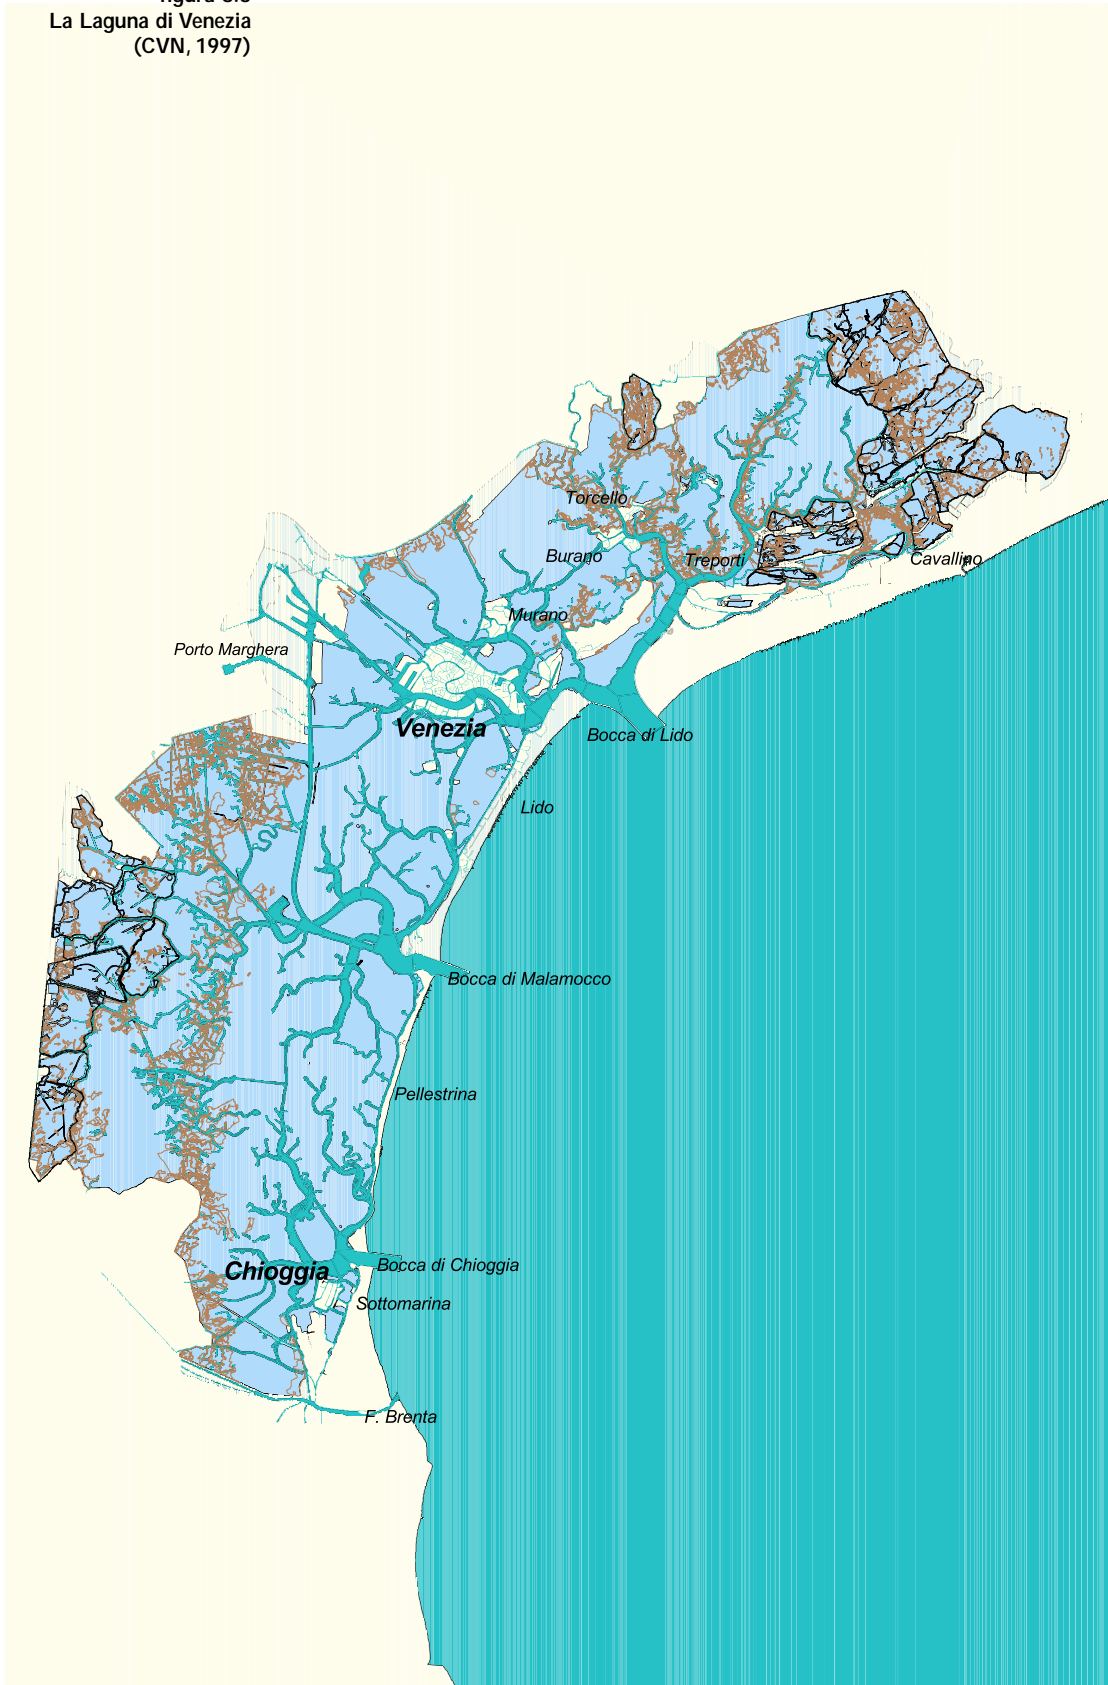 La Laguna di Venezia
(CVN, 1997)
Torcello
Burano
Treporti
Cavallino
Murano
Porto Marghera
Venezia
Bocca di Lido
Lido
Bocca di Malamocco
Pellestrina
Bocca di Chioggia
Chioggia
Sottomarina
F. Brenta